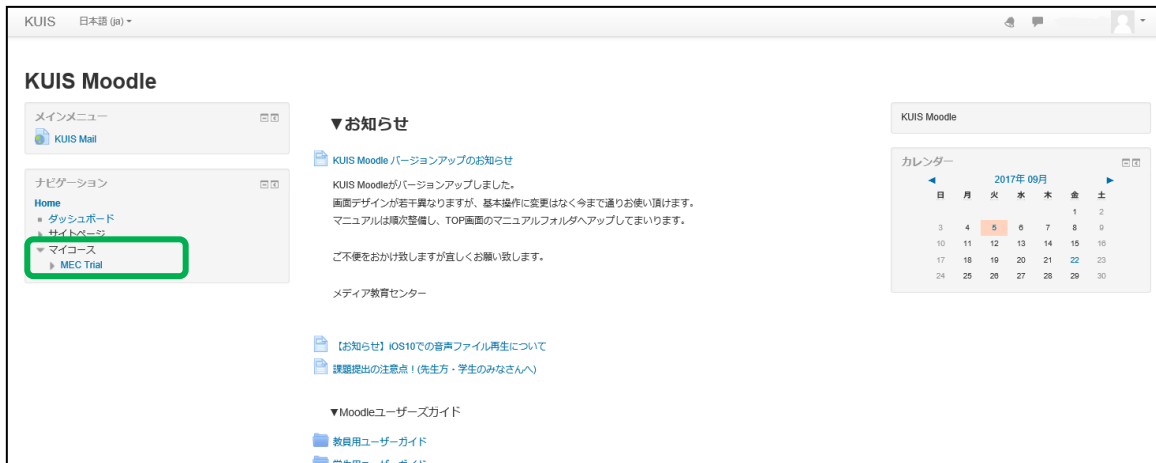 KUIS 日本語 (ja)
KUIS Moodle
メインメニュー
KUIS Mail
ナビゲーション
Home
ダッシュボード
サイトページ
マイコース
MEC Trial
▼お知らせ
KUIS Moodle バージョンアップのお知らせ
KUIS Moodleがバージョンアップしました。
画面デザインが若干異なりますが、基本操作に変更はなく今まで通りお使い頂けます。
マニュアルは順次整備し、TOP画面のマニュアルフォルダへアップしてまいります。
ご不便をおかけ致しますが宜しくお願い致します。
メディア教育センター
【お知らせ】iOS10での音声ファイル再生について
課題提出の注意点！(先生方・学生のみなさんへ)
▼Moodleユーザーズガイド
教員用ユーザーガイド
学生用ユーザーガイド
KUIS Moodle
カレンダー
◀ 2017年 09月 ▶
日 月 火 水 木 金 土
1 2
3 4 5 6 7 8 9
10 11 12 13 14 15 16
17 18 19 20 21 22 23
24 25 26 27 28 29 30